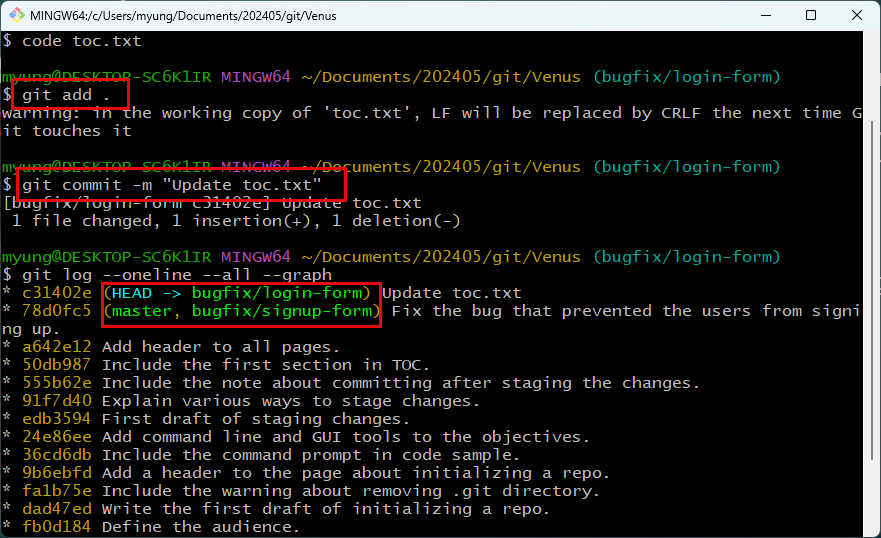 MINGW64:/c/Users/myung/Documents/202405/git/Venus
$ code toc.txt
myung@DESKTOP-SC6K1IR MINGW64 ~/Documents/202405/git/Venus (bugfix/login-form)
$ git add .
warning: in the working copy of 'toc.txt', LF will be replaced by CRLF the next time G
it touches it
myung@DESKTOP-SC6K1IR MINGW64 ~/Documents/202405/git/Venus (bugfix/login-form)
$ git commit -m "Update toc.txt"
[bugfix/login-form c31402e] Update toc.txt
 1 file changed, 1 insertion(+), 1 deletion(-)
myung@DESKTOP-SC6K1IR MINGW64 ~/Documents/202405/git/Venus (bugfix/login-form)
$ git log --oneline --all --graph
* c31402e (HEAD -> bugfix/login-form) Update toc.txt
* 78d0fc5 (master, bugfix/signup-form) Fix the bug that prevented the users from signi
ng up.
* a642e12 Add header to all pages.
* 50db987 Include the first section in TOC.
* 555b62e Include the note about committing after staging the changes.
* 91f7d40 Explain various ways to stage changes.
* edb3594 First draft of staging changes.
* 24e86ee Add command line and GUI tools to the objectives.
* 36cd6db Include the command prompt in code sample.
* 9b6ebfd Add a header to the page about initializing a repo.
* fa1b75e Include the warning about removing .git directory.
* dad47ed Write the first draft of initializing a repo.
* fb0d184 Define the audience.